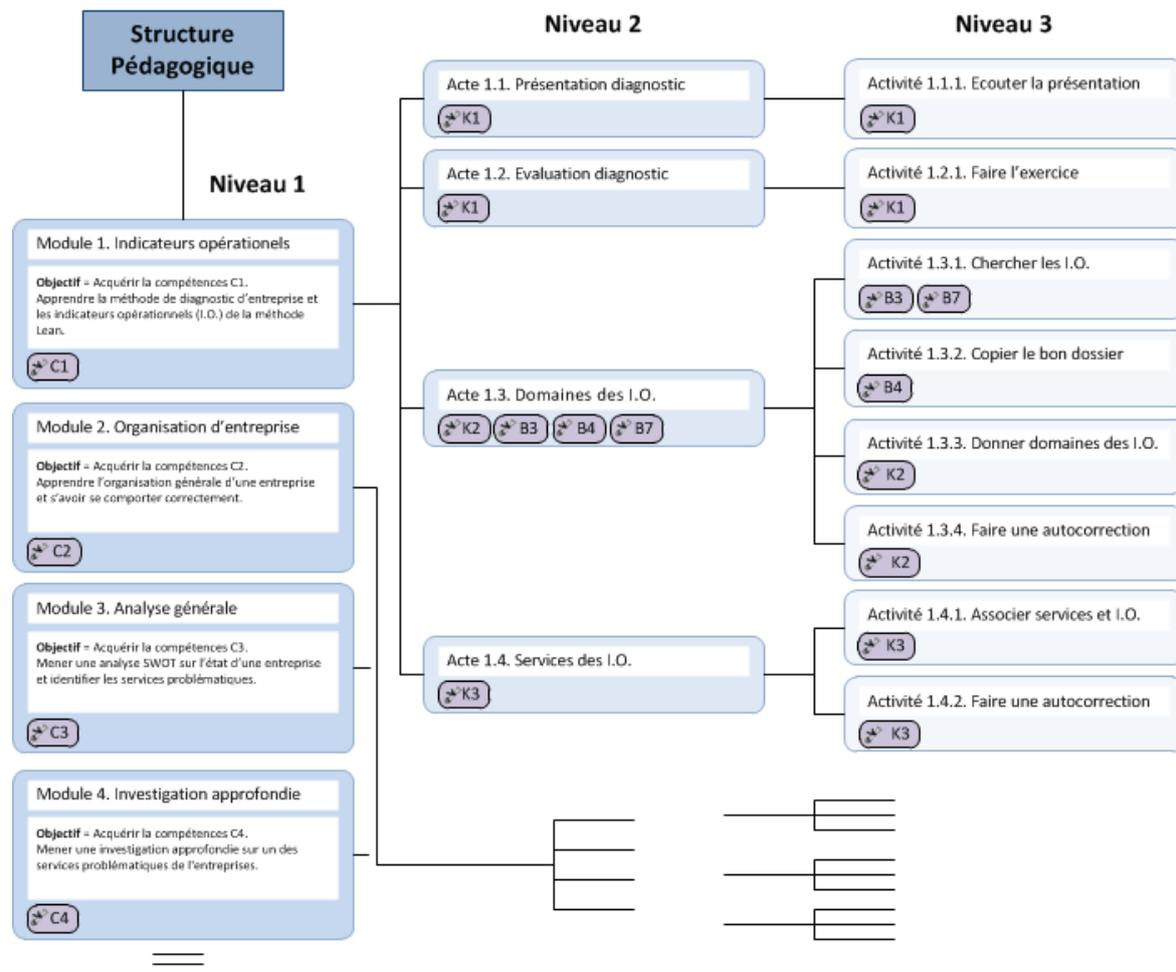 Structure
Pédagogique
Niveau 1
Niveau 2
Niveau 3
Module 1. Indicateurs opérationels
Objectif = Acquérir la compétences C1.
Apprendre la méthode de diagnostic d'entreprise et
les indicateurs opérationnels (I.O.) de la méthode
Lean.
C1
Module 2. Organisation d'entreprise
Objectif = Acquérir la compétences C2.
Apprendre l'organisation générale d'une entreprise
et s'avoir se comporter correctement.
C2
Module 3. Analyse générale
Objectif = Acquérir la compétences C3.
Mener une analyse SWOT sur l'état d'une entreprise
et identifier les services problématiques.
C3
Module 4. Investigation approfondie
Objectif = Acquérir la compétences C4.
Mener une investigation approfondie sur un des
services problématiques de l'entreprises.
C4
Acte 1.1. Présentation diagnostic
K1
Acte 1.2. Evaluation diagnostic
K1
Acte 1.3. Domaines des I.O.
K2 B3 B4 B7
Acte 1.4. Services des I.O.
K3
Activité 1.1.1. Ecouter la présentation
K1
Activité 1.2.1. Faire l'exercice
K1
Activité 1.3.1. Chercher les I.O.
B3 B7
Activité 1.3.2. Copier le bon dossier
B4
Activité 1.3.3. Donner domaines des I.O.
K2
Activité 1.3.4. Faire une autocorrection
K2
Activité 1.4.1. Associer services et I.O.
K3
Activité 1.4.2. Faire une autocorrection
K3